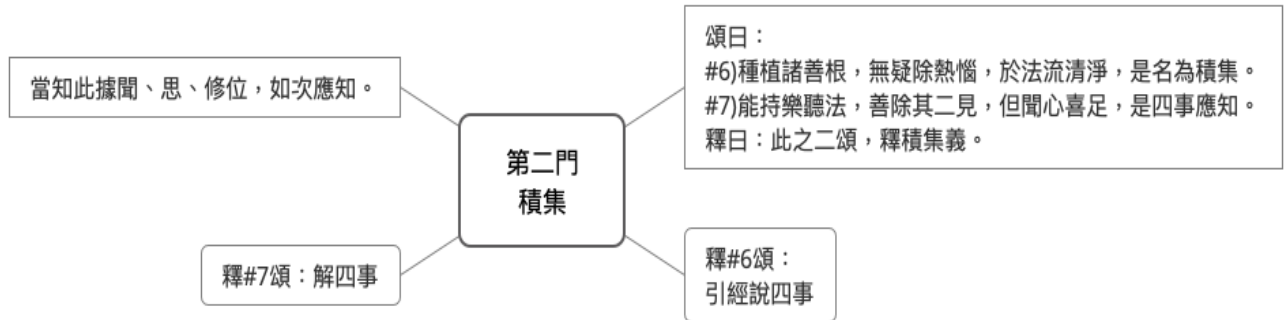 第二門
積集
頌曰：
#6)種植諸善根，無疑除熱惱，於法流清淨，是名為積集。
#7)能持樂聽法，善除其二見，但聞心喜足，是四事應知。
釋曰：此之二頌，釋積集義。
釋#6頌：
引經說四事
釋#7頌：解四事
當知此據聞、思、修位，如次應知。